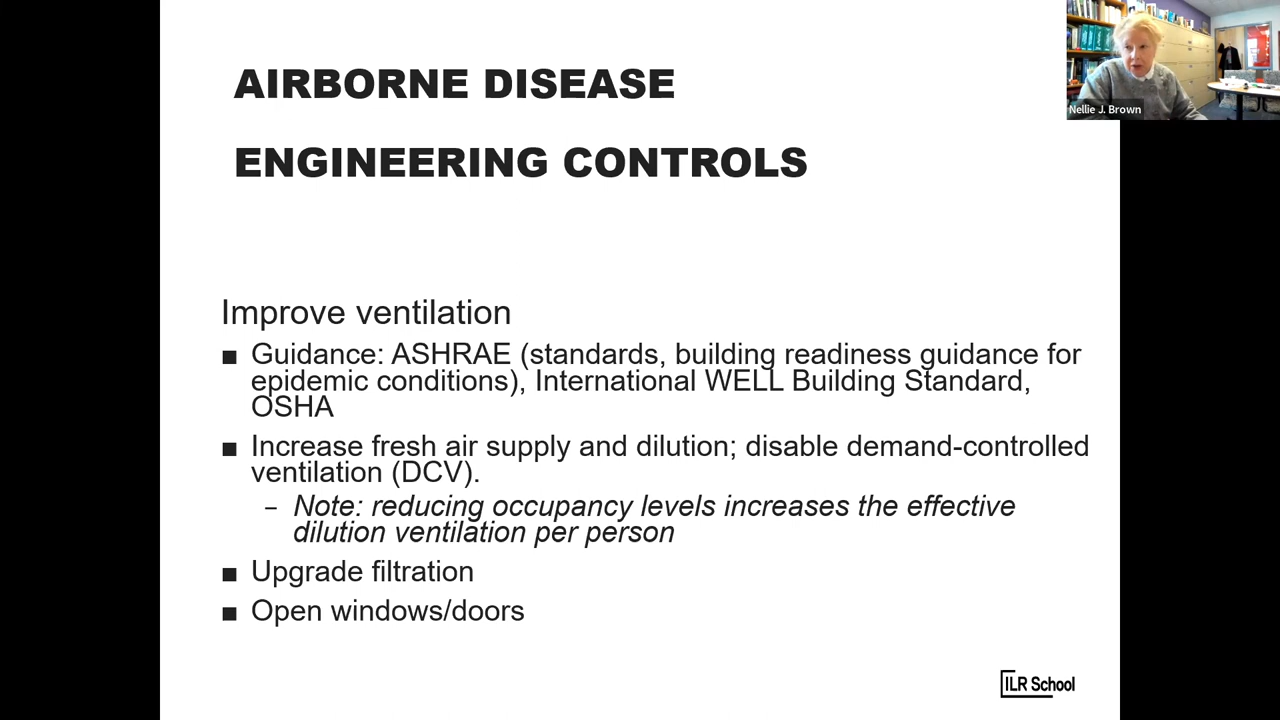 Nellie J. Brown
AIRBORNE DISEASE
ENGINEERING CONTROLS
Improve ventilation
■ Guidance: ASHRAE (standards, building readiness guidance for
epidemic conditions), International WELL Building Standard,
OSHA
■ Increase fresh air supply and dilution; disable demand-controlled
ventilation (DCV).
– Note: reducing occupancy levels increases the effective
dilution ventilation per person
■ Upgrade filtration
■ Open windows/doors
ILR School